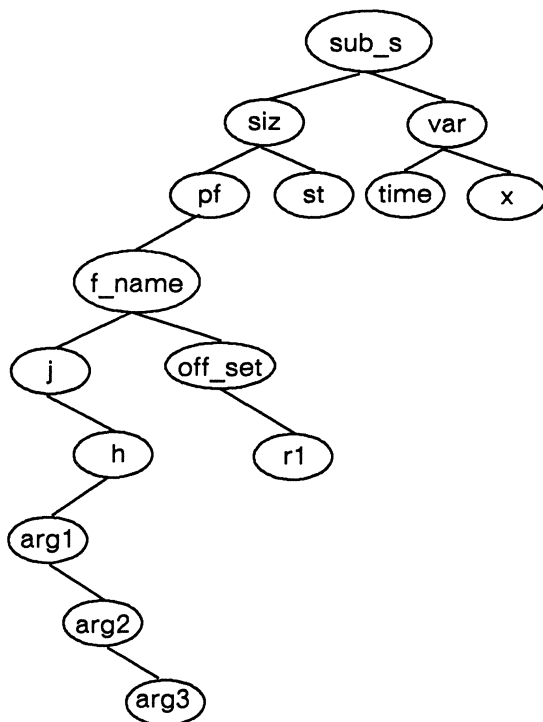 sub_s
siz var
pf st time x
f_name
j off_set
h r1
arg1
arg2
arg3